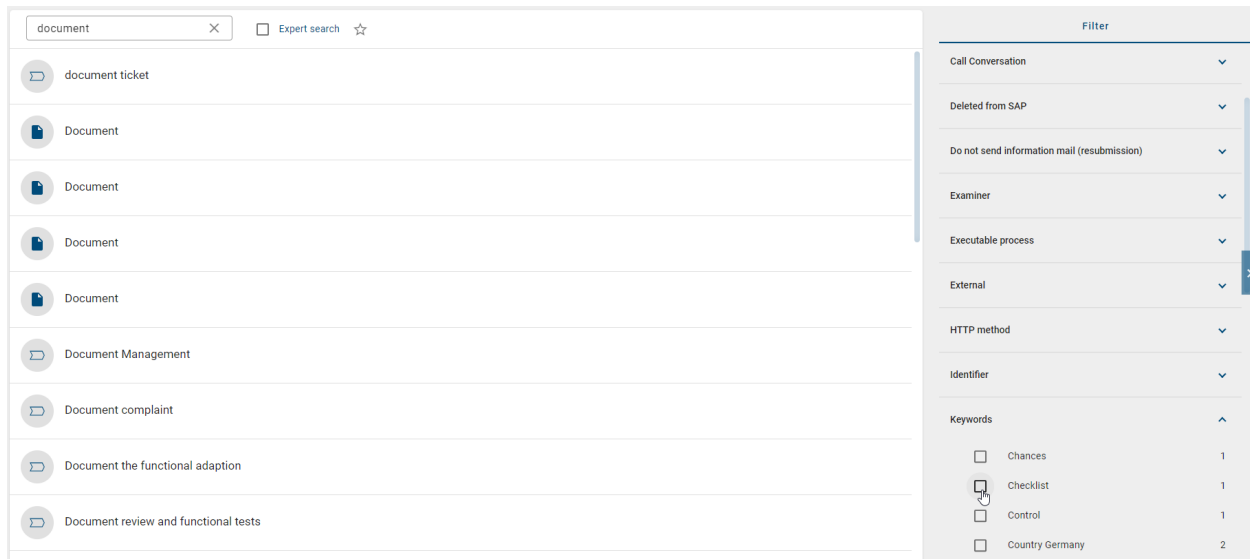 document
Expert search
document ticket
Document
Document
Document
Document
Document Management
Document complaint
Document the functional adaption
Document review and functional tests
Filter
Call Conversation
Deleted from SAP
Do not send information mail (resubmission)
Examiner
Executable process
External
HTTP method
Identifier
Keywords
Chances 1
Checklist 1
Control 1
Country Germany 2